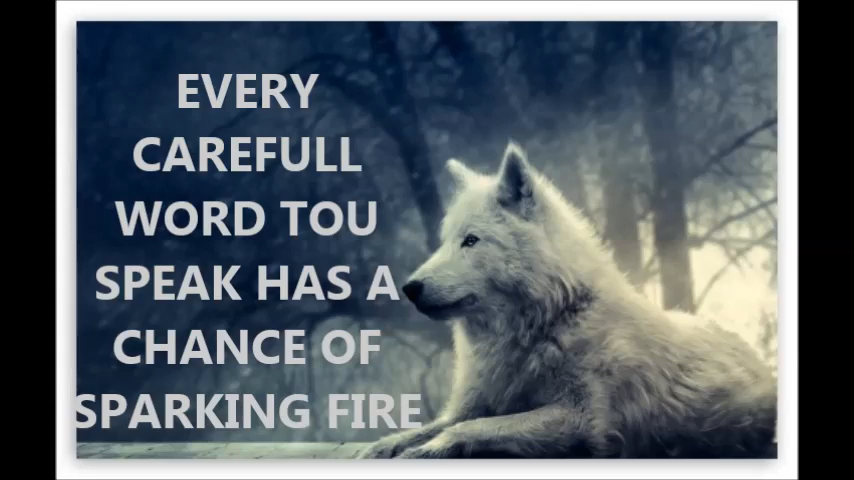 EVERY
CAREFULL
WORD TOU
SPEAK HAS A
CHANCE OF
SPARKING FIRE